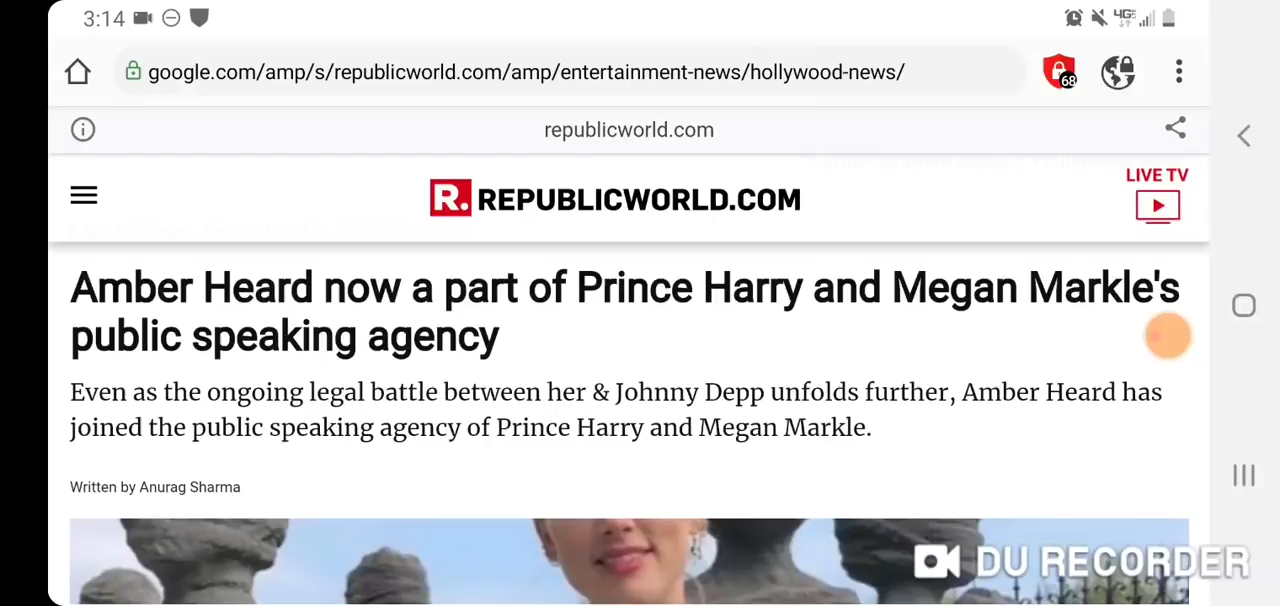 3:14
4GE
google.com/amp/s/republicworld.com/amp/entertainment-news/hollywood-news/
68
republicworld.com
LIVE TV
R. REPUBLICWORLD.COM
Amber Heard now a part of Prince Harry and Megan Markle's
public speaking agency
Even as the ongoing legal battle between her & Johnny Depp unfolds further, Amber Heard has
joined the public speaking agency of Prince Harry and Megan Markle.
Written by Anurag Sharma
DU RECORDER